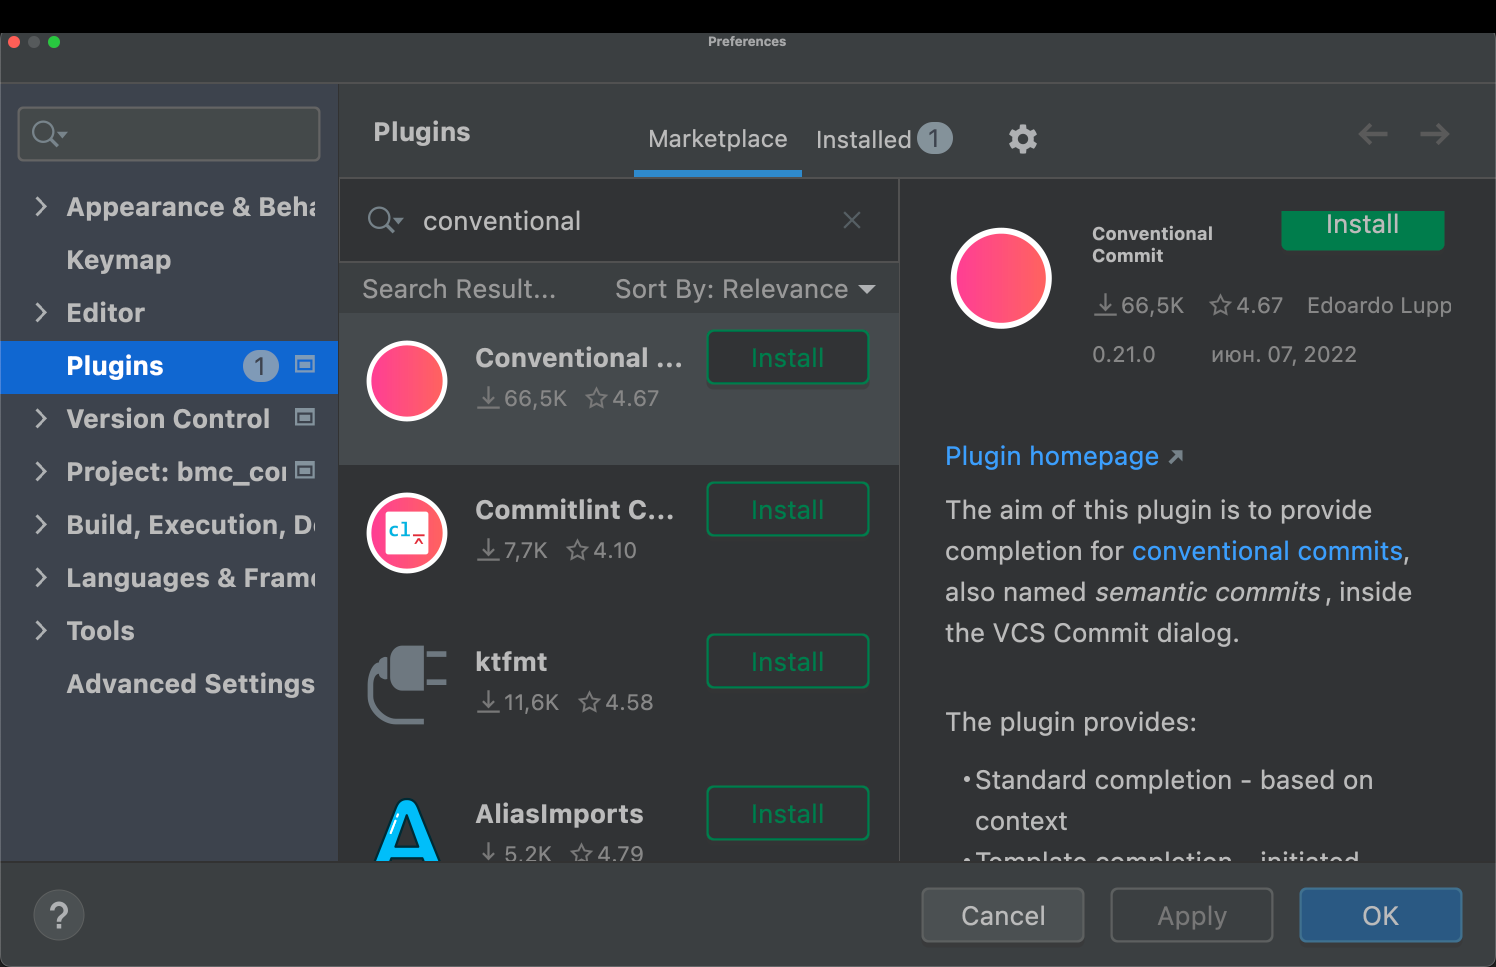 Preferences
Plugins
Marketplace
Installed 1
Appearance & Beha
Keymap
Editor
Plugins 1
Version Control
Project: bmc_cor
Build, Execution, De
Languages & Frame
Tools
Advanced Settings
conventional
Search Result...
Sort By: Relevance
Conventional ...
Install
66,5K 4.67
Commitlint C...
Install
cl_^
7,7K 4.10
ktfmt
Install
11,6K 4.58
AliasImports
Install
5,2K 4.79
Conventional
Commit
Install
66,5K 4.67 Edoardo Lupp
0.21.0 июн. 07, 2022
Plugin homepage
The aim of this plugin is to provide
completion for conventional commits,
also named semantic commits, inside
the VCS Commit dialog.
The plugin provides:
• Standard completion - based on
context
• Template completion - initiated
?
Cancel
Apply
OK